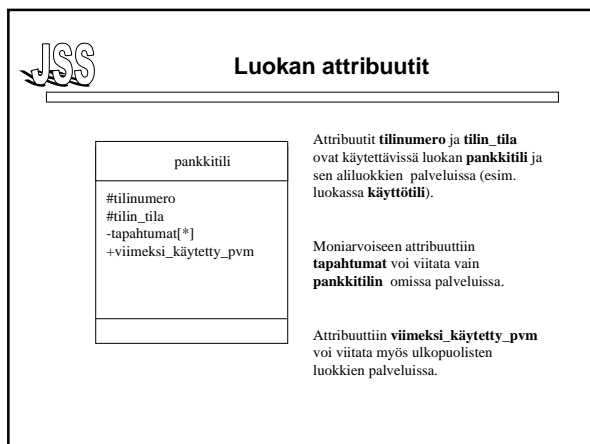 JSS
Luokan attribuutit
pankkitili
#tilinumero
#tilin_tila
-tapahtumat[*]
+viimeksi_käytetty_pvm
Attribuutit tilinumero ja tilin_tila
ovat käytettävissä luokan pankkitili ja
sen aliluokkien palveluissa (esim.
luokassa käyttötili).
Moniarvoiseen attribuuttiin
tapahtumat voi viitata vain
pankkitilin omissa palveluissa.
Attribuuttiin viimeksi_käytetty_pvm
voi viitata myös ulkopuolisten
luokkien palveluissa.